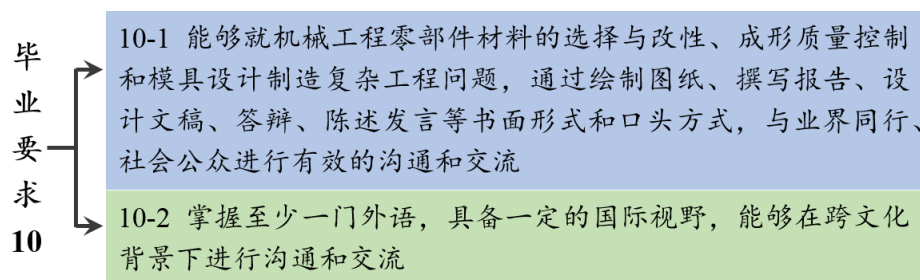 毕业要求10
10-1 能够就机械工程零部件材料的选择与改性、成形质量控制
和模具设计制造复杂工程问题，通过绘制图纸、撰写报告、设
计文稿、答辩、陈述发言等书面形式和口头方式，与业界同行、
社会公众进行有效的沟通和交流
10-2 掌握至少一门外语，具备一定的国际视野，能够在跨文化
背景下进行沟通和交流